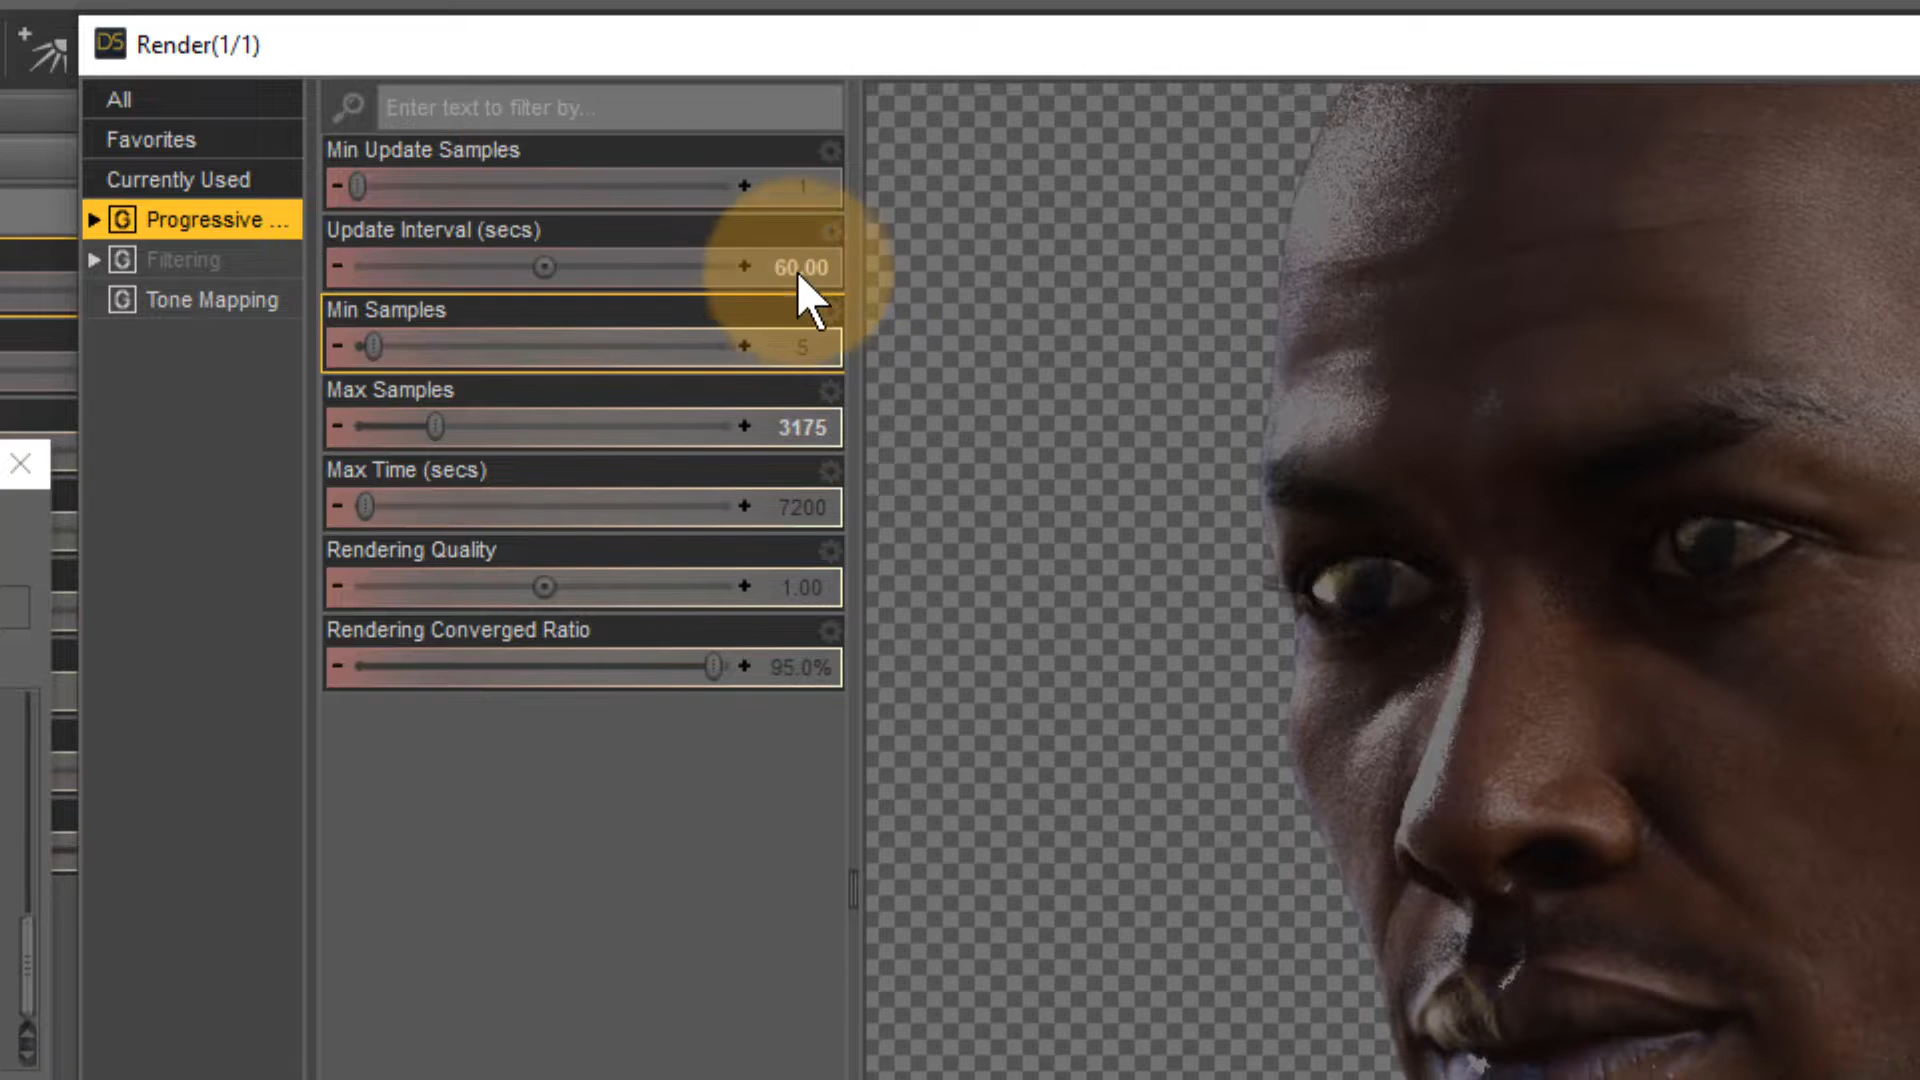 DS Render(1/1)
All
Favorites
Currently Used
G Progressive ...
G Filtering
G Tone Mapping
Enter text to filter by...
Min Update Samples
- + 1
Update Interval (secs)
- + 60.00
Min Samples
- + 5
Max Samples
- + 3175
Max Time (secs)
- + 7200
Rendering Quality
- + 1.00
Rendering Converged Ratio
- + 95.0%